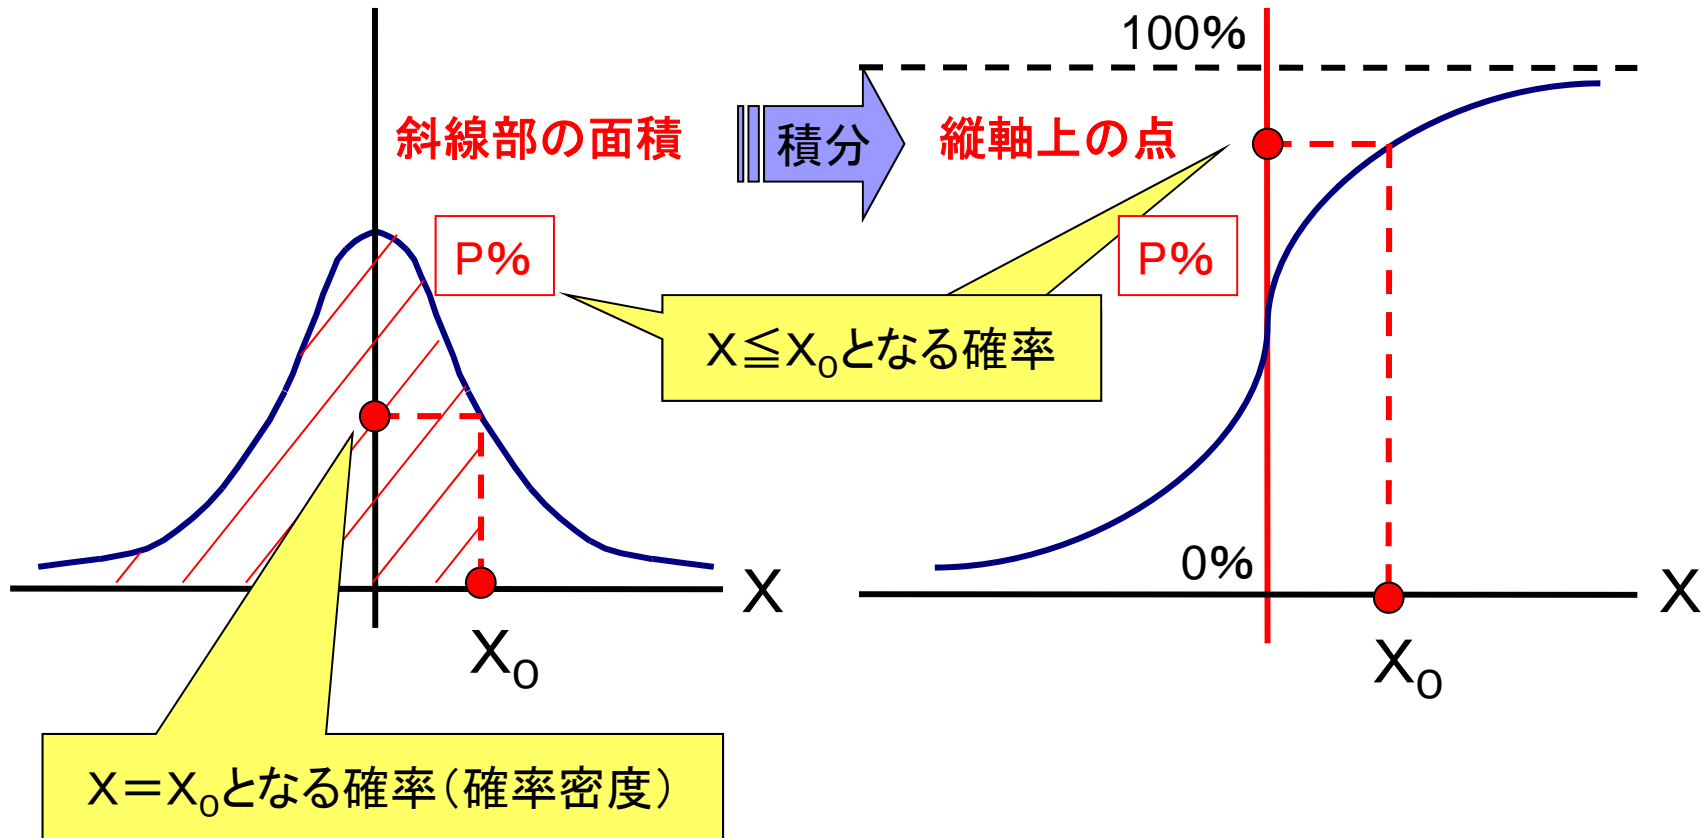 100%
斜線部の面積
積分
縦軸上の点
P%
P%
X≦X₀となる確率
0%
X
X
X₀
X₀
X=X₀となる確率(確率密度)